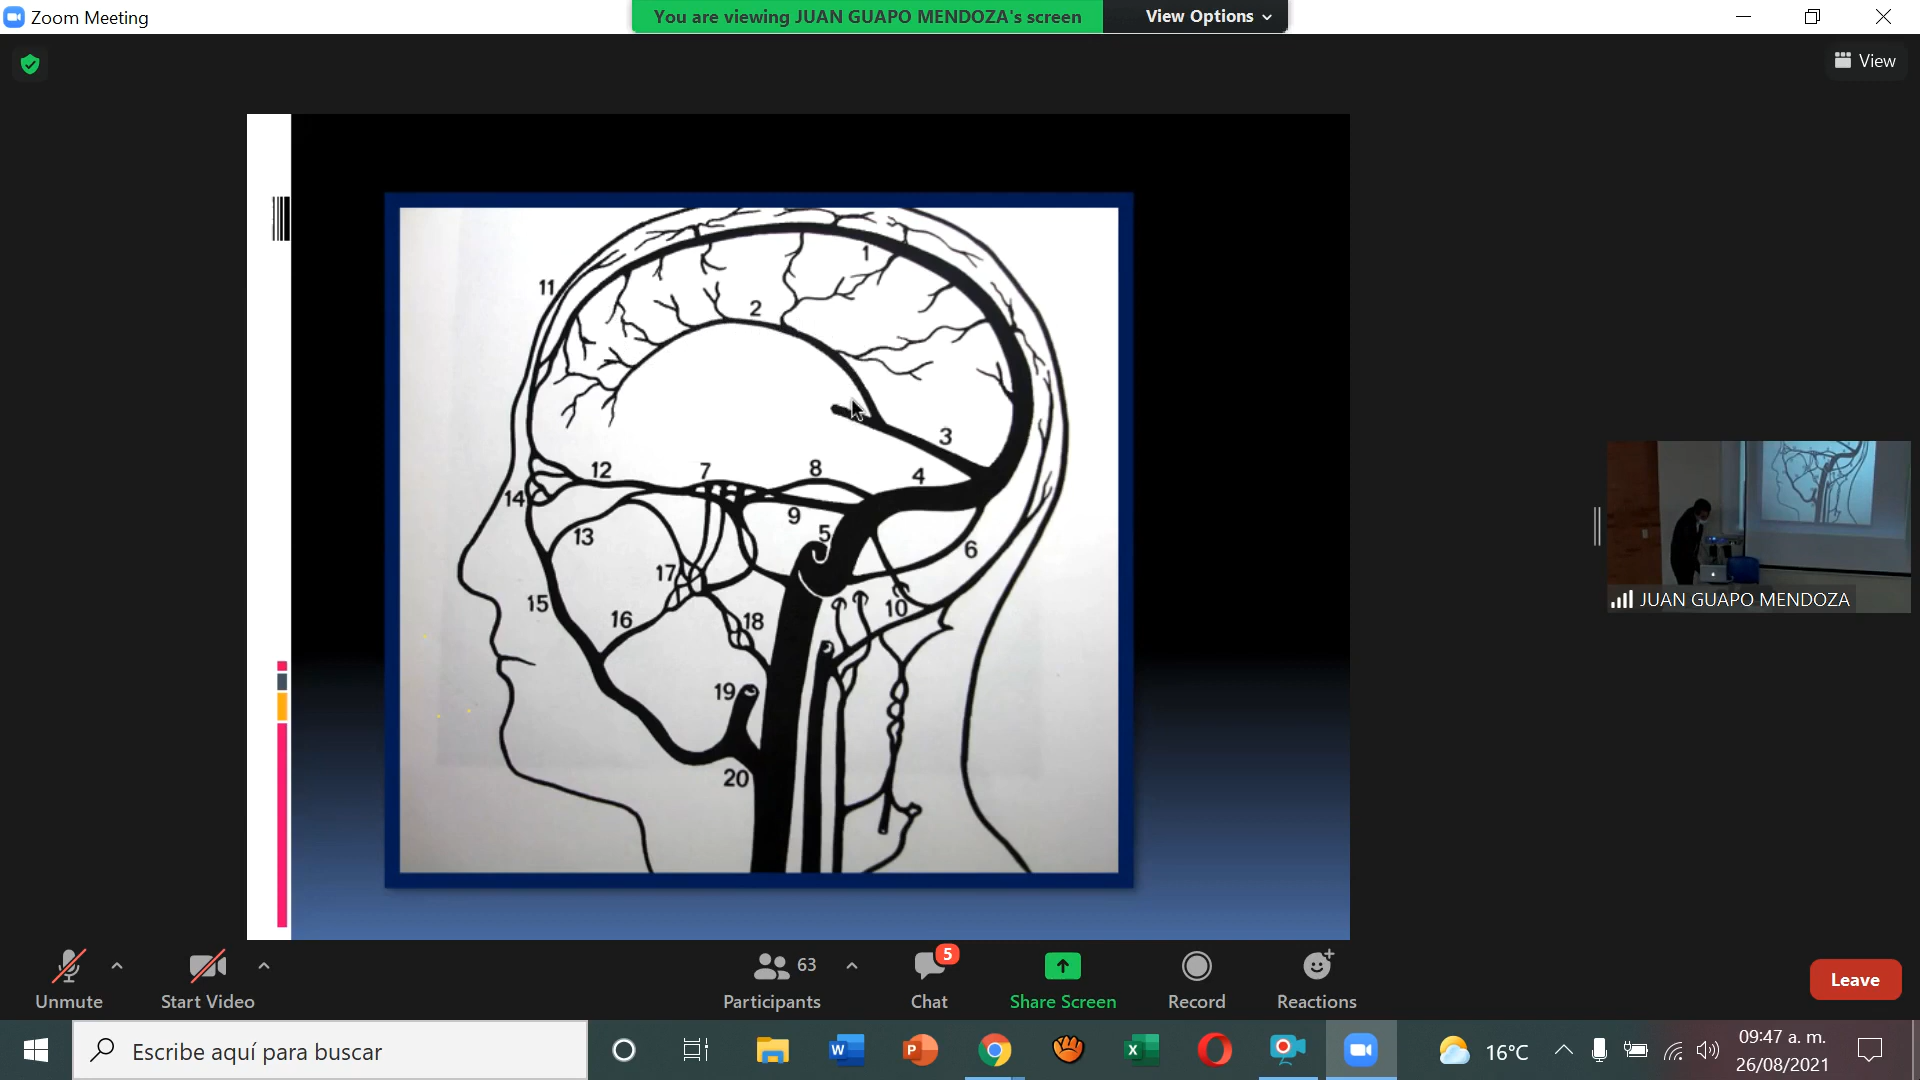 Zoom Meeting
You are viewing JUAN GUAPO MENDOZA's screen
View Options
View
1
11
2
3
12
7
8
4
14
9
5
13
6
17
15
10
16
18
19
20
JUAN GUAPO MENDOZA
63
5
Unmute
Start Video
Participants
Chat
Share Screen
Record
Reactions
Leave
Escribe aquí para buscar
16°C
09:47 a. m.
26/08/2021